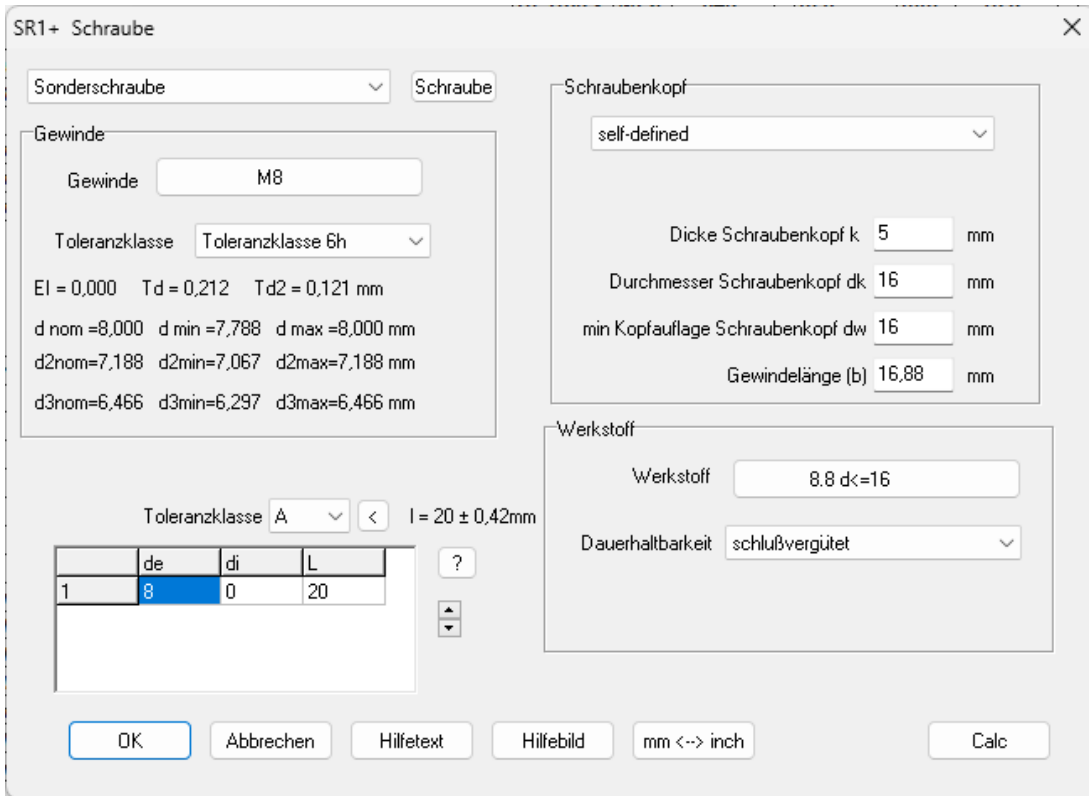 SR1+ Schraube
Sonderschraube
Schraube
Gewinde
Gewinde M8
Toleranzklasse Toleranzklasse 6h
EI = 0,000 Td = 0,212 Td2 = 0,121 mm
d nom =8,000 d min =7,788 d max =8,000 mm
d2nom=7,188 d2min=7,067 d2max=7,188 mm
d3nom=6,466 d3min=6,297 d3max=6,466 mm
Schraubenkopf
self-defined
Dicke Schraubenkopf k 5 mm
Durchmesser Schraubenkopf dk 16 mm
min Kopfauflage Schraubenkopf dw 16 mm
Gewindelänge (b) 16,88 mm
Werkstoff
Werkstoff 8.8 d<=16
Dauerhaltbarkeit schlußvergütet
Toleranzklasse A < l = 20 ± 0,42mm
de di L
1 8 0 20
?
OK Abbrechen Hilfetext Hilfebild mm <--> inch Calc